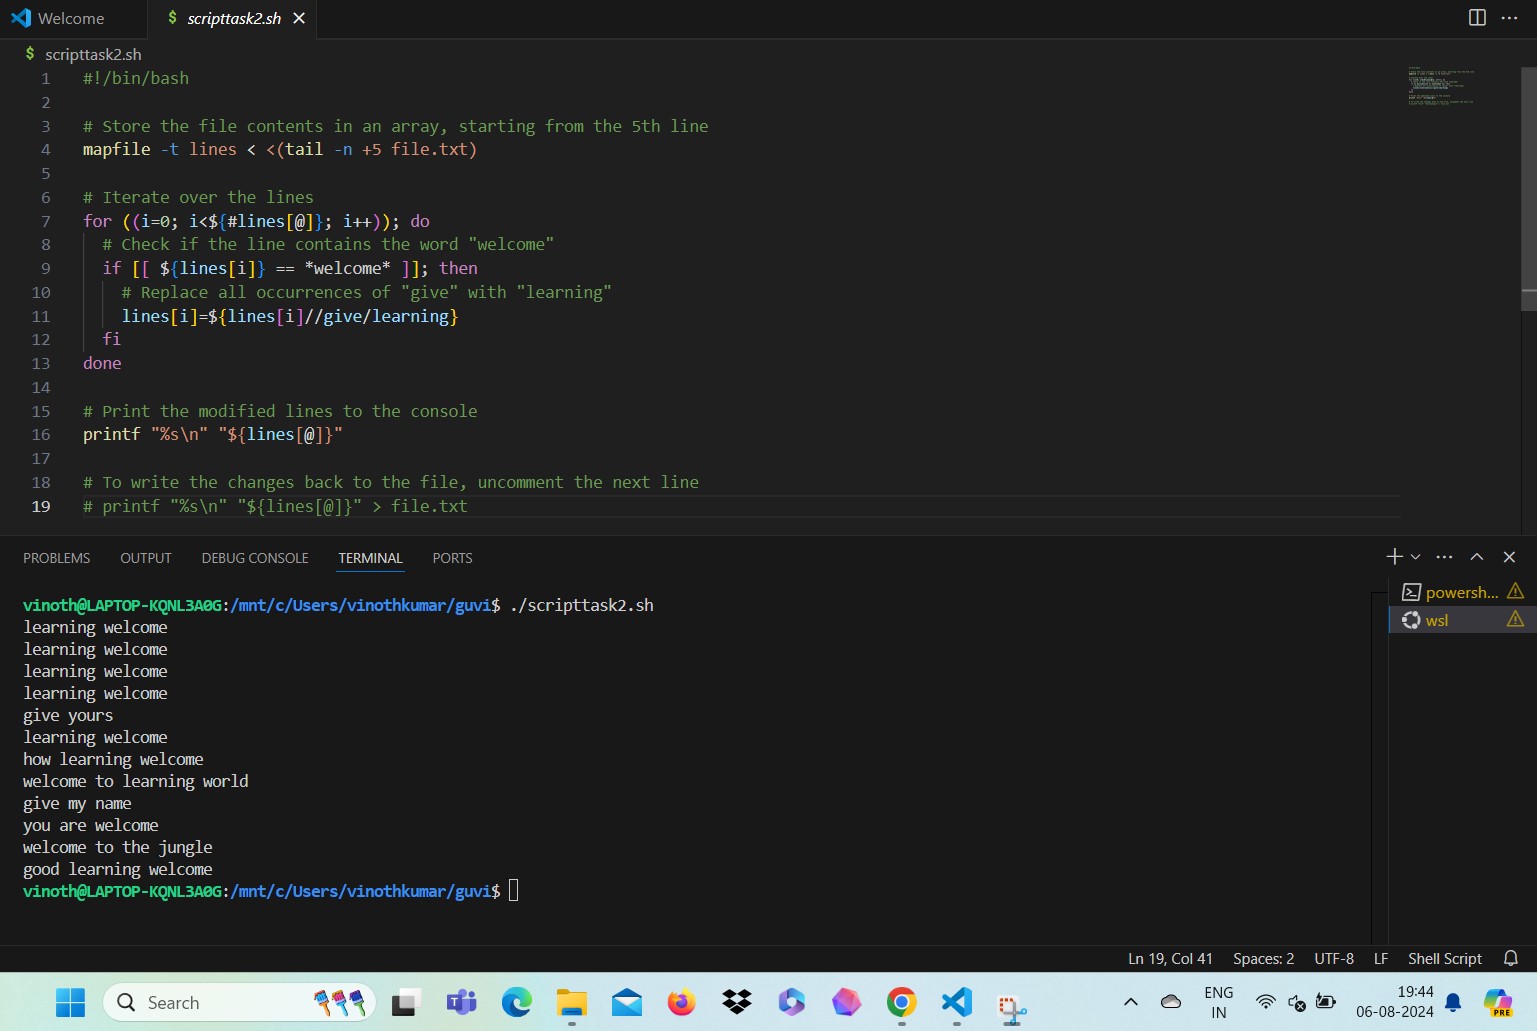 Welcome
$ scripttask2.sh
$ scripttask2.sh
1 #!/bin/bash
2
3 # Store the file contents in an array, starting from the 5th line
4 mapfile -t lines < <(tail -n +5 file.txt)
5
6 # Iterate over the lines
7 for ((i=0; i<${#lines[@]}; i++)); do
8 # Check if the line contains the word "welcome"
9 if [[ ${lines[i]} == *welcome* ]]; then
10 # Replace all occurrences of "give" with "learning"
11 lines[i]=${lines[i]//give/learning}
12 fi
13 done
14
15 # Print the modified lines to the console
16 printf "%s\n" "${lines[@]}"
17
18 # To write the changes back to the file, uncomment the next line
19 # printf "%s\n" "${lines[@]}" > file.txt
PROBLEMS OUTPUT DEBUG CONSOLE TERMINAL PORTS
vinoth@LAPTOP-KQNL3A0G:/mnt/c/Users/vinothkumar/guvi$ ./scripttask2.sh
learning welcome
learning welcome
learning welcome
learning welcome
give yours
learning welcome
how learning welcome
welcome to learning world
give my name
you are welcome
welcome to the jungle
good learning welcome
vinoth@LAPTOP-KQNL3A0G:/mnt/c/Users/vinothkumar/guvi$
powersh...
wsl
Ln 19, Col 41 Spaces: 2 UTF-8 LF Shell Script
Search
ENG
IN
19:44
06-08-2024
PRE